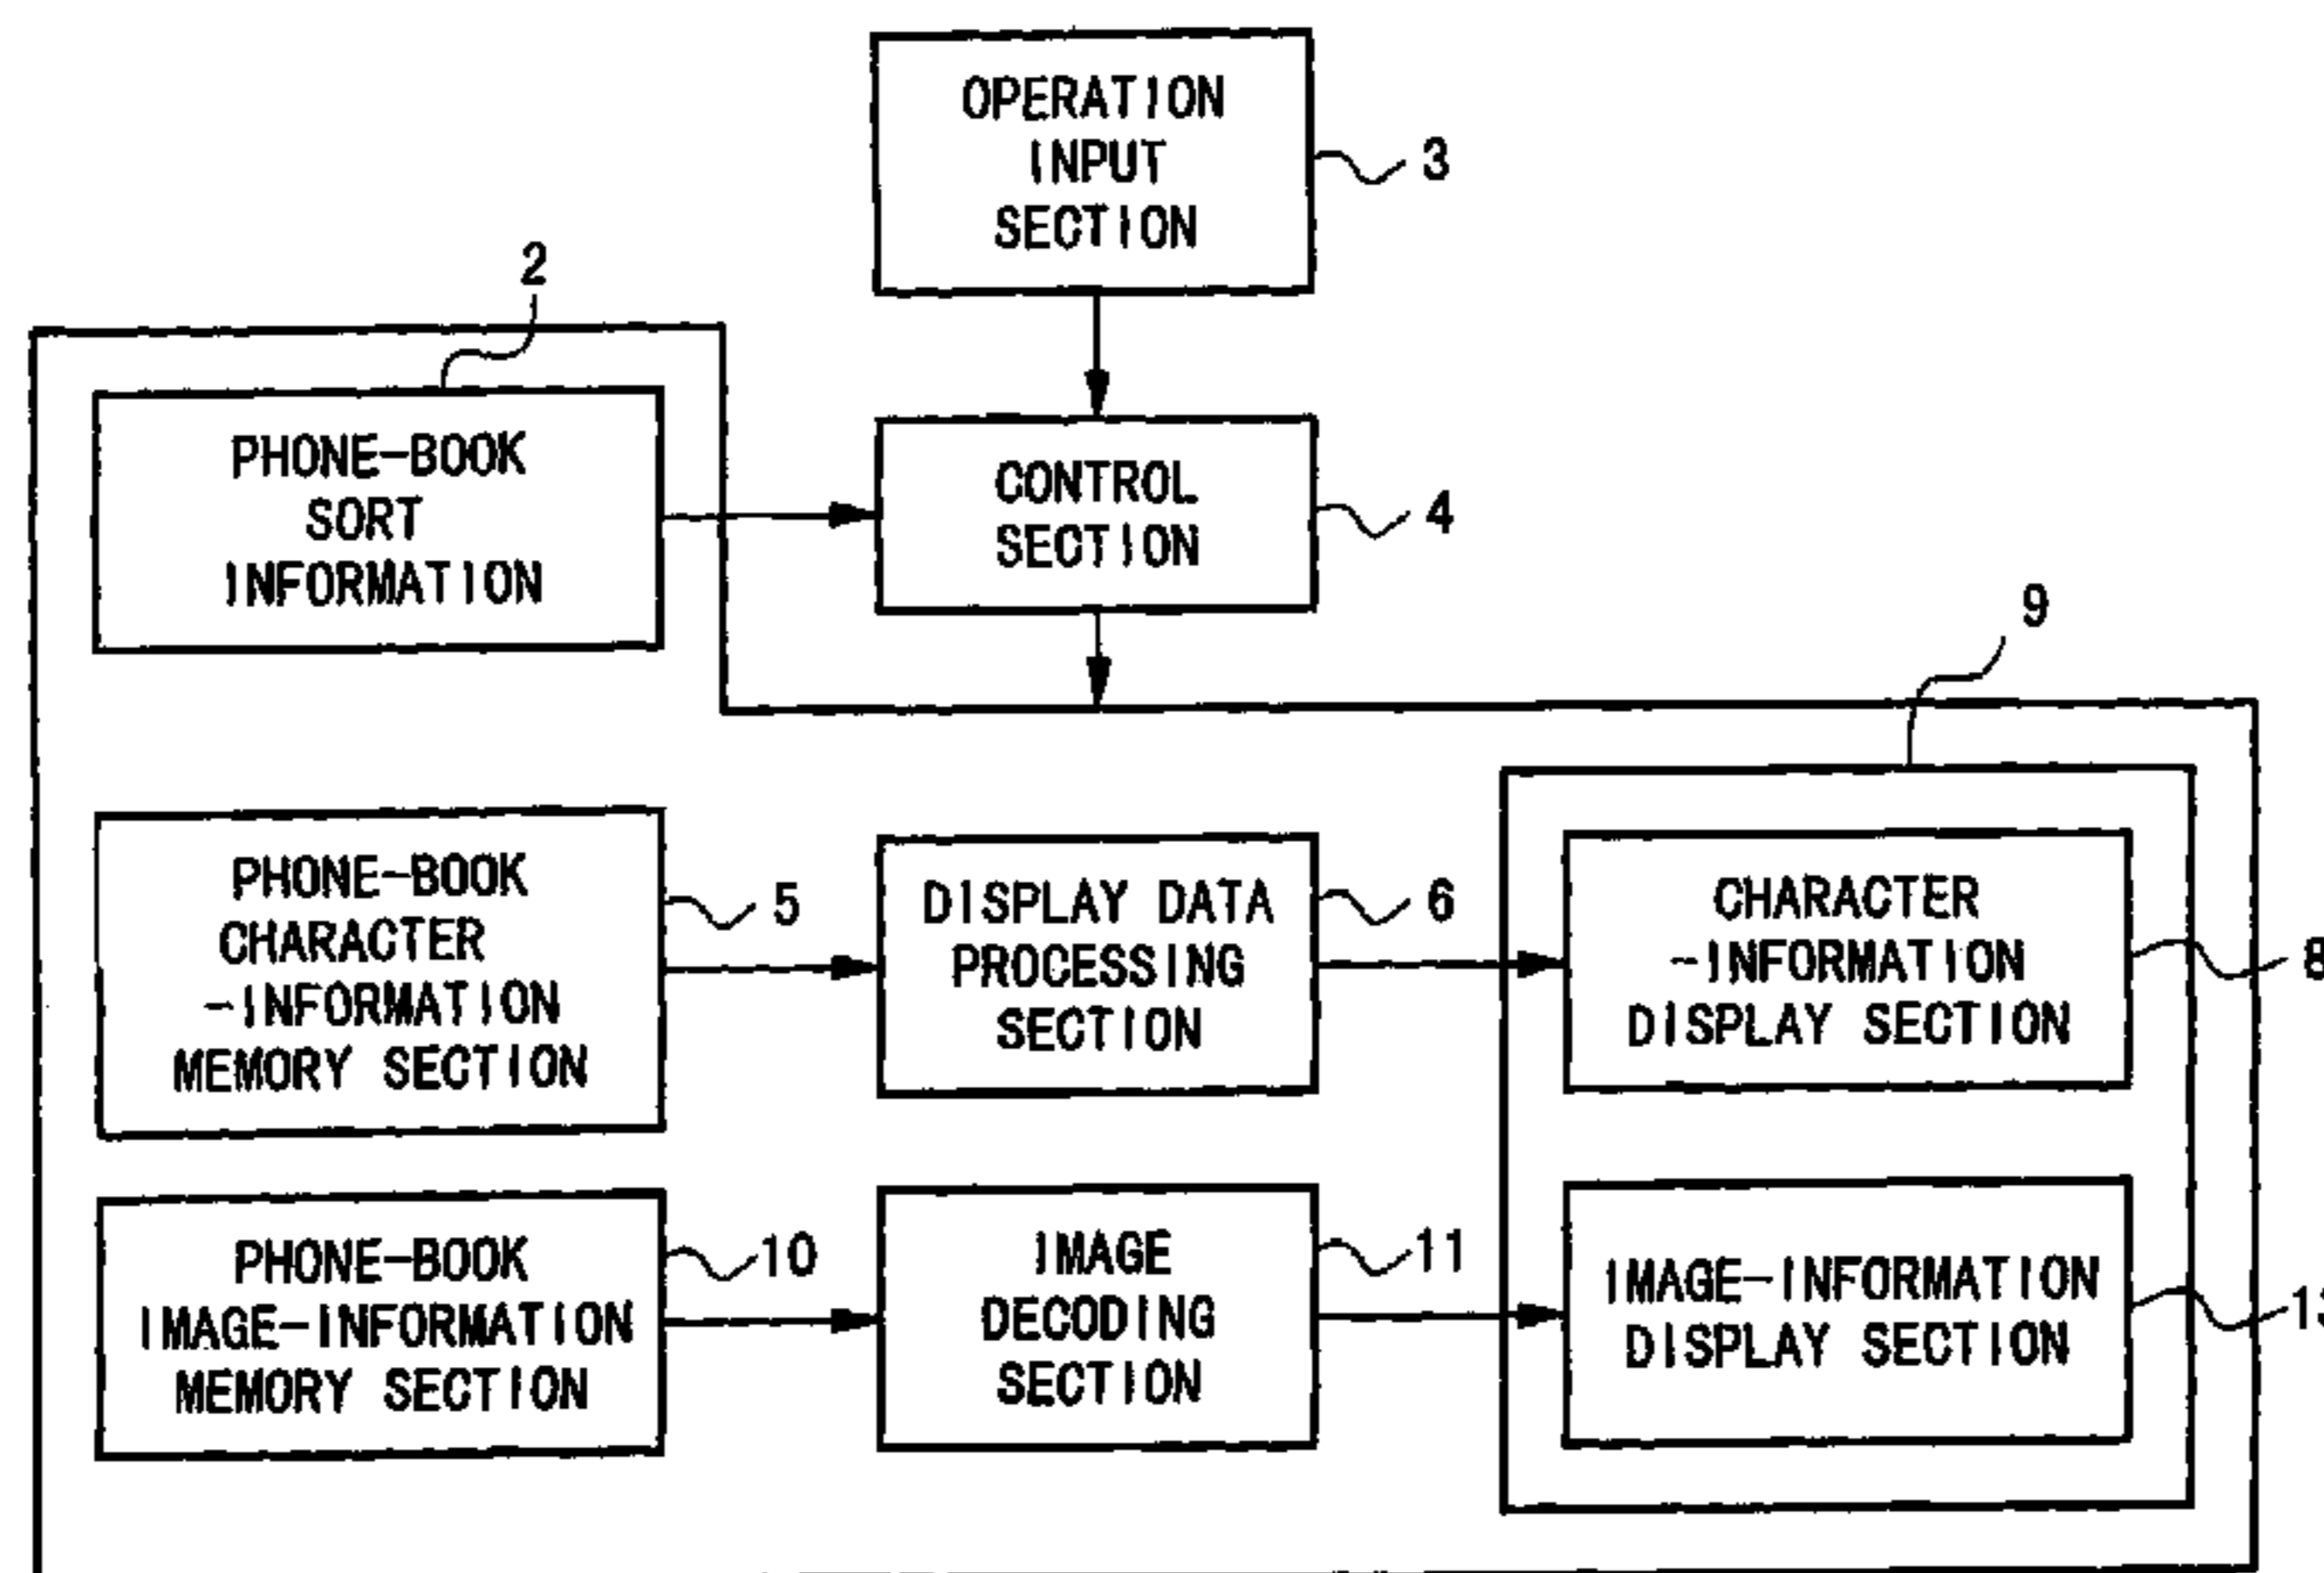 OPERATION
INPUT
SECTION
3
2
PHONE-BOOK
SORT
INFORMATION
CONTROL
SECTION
4
9
PHONE-BOOK
CHARACTER
-INFORMATION
MEMORY SECTION
5
DISPLAY DATA
PROCESSING
SECTION
6
CHARACTER
-INFORMATION
DISPLAY SECTION
8
PHONE-BOOK
IMAGE-INFORMATION
MEMORY SECTION
10
IMAGE
DECODING
SECTION
11
IMAGE-INFORMATION
DISPLAY SECTION